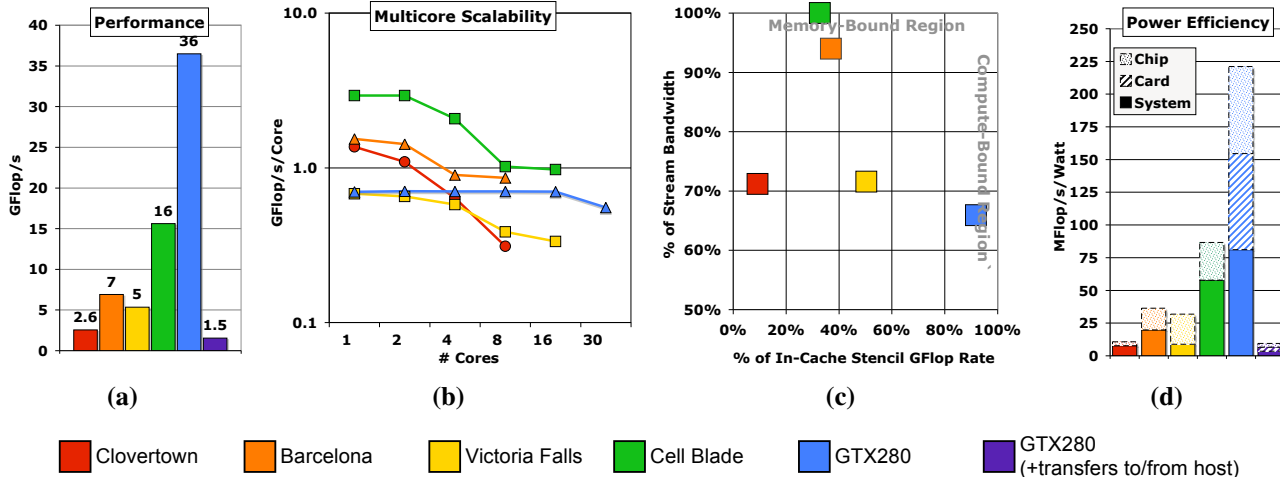 Performance
GFlop/s
40
35
30
25
20
15
10
5
0
2.6
7
5
16
36
1.5
(a)
Multicore Scalability
GFlop/s/Core
10.0
1.0
0.1
1 2 4 8 16 30
# Cores
(b)
% of Stream Bandwidth
100%
90%
80%
70%
60%
50%
Memory-Bound Region
Compute-Bound Region`
0% 20% 40% 60% 80% 100%
% of In-Cache Stencil GFlop Rate
(c)
Power Efficiency
MFlop/s/Watt
250
225
200
175
150
125
100
75
50
25
0
Chip
Card
System
(d)
Clovertown
Barcelona
Victoria Falls
Cell Blade
GTX280
GTX280
(+transfers to/from host)